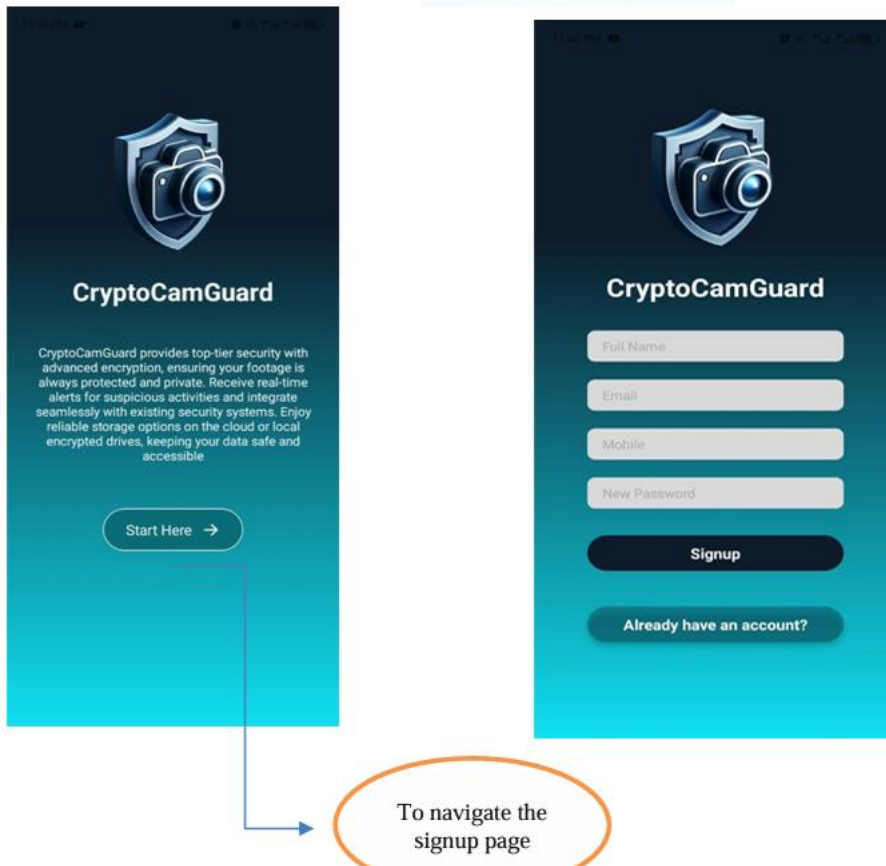 CryptoCamGuard
CryptoCamGuard provides top-tier security with
advanced encryption, ensuring your footage is
always protected and private. Receive real-time
alerts for suspicious activities and integrate
seamlessly with existing security systems. Enjoy
reliable storage options on the cloud or local
encrypted drives, keeping your data safe and
accessible
Start Here →
CryptoCamGuard
Full Name
Email
Mobile
New Password
Signup
Already have an account?
To navigate the
signup page